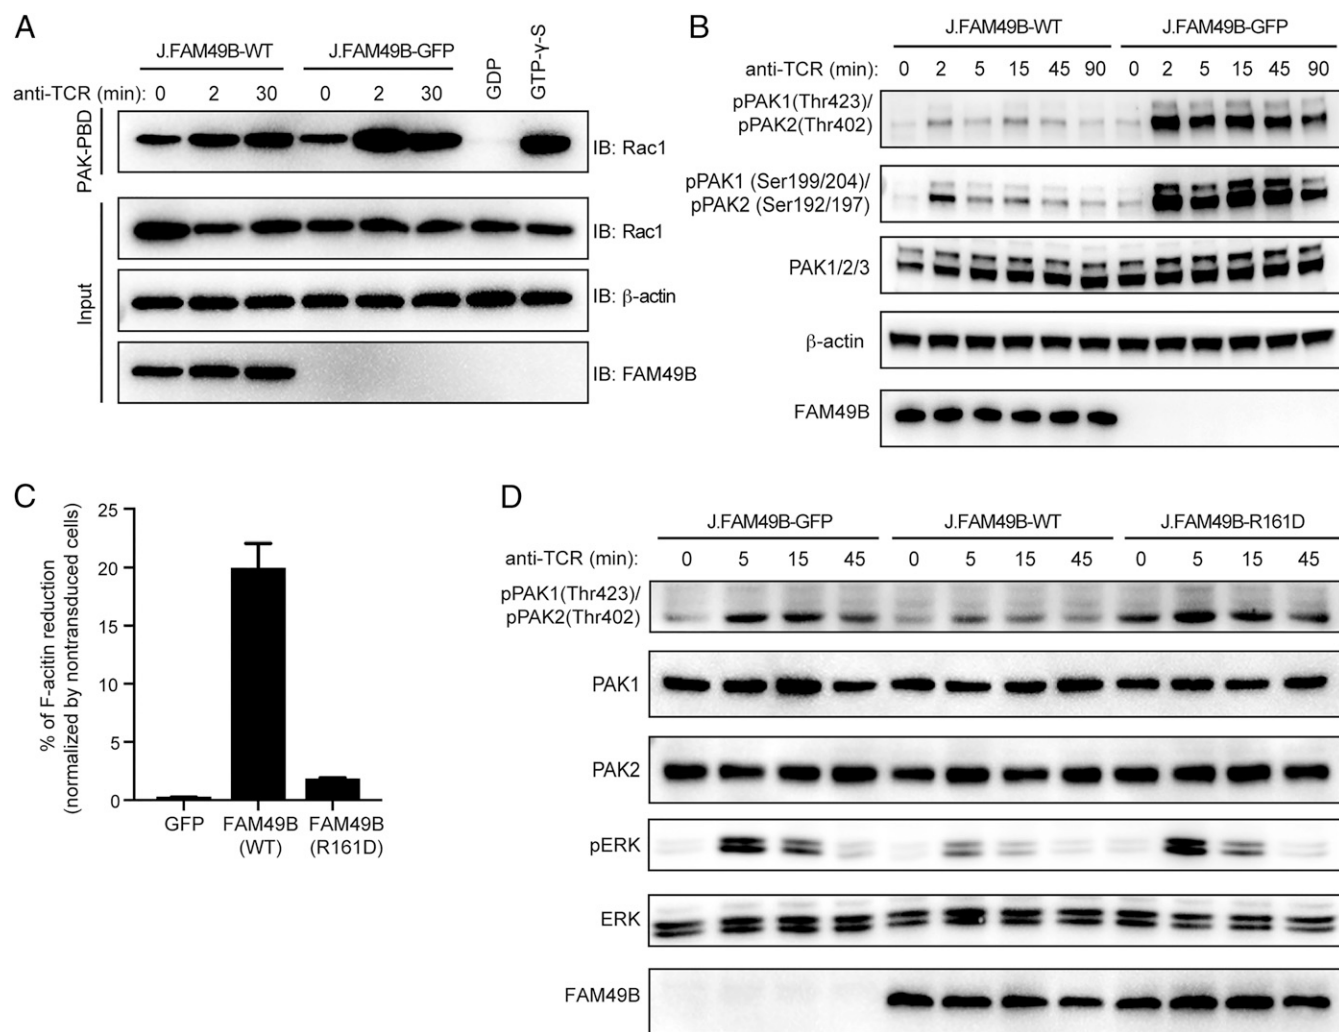 A
J.FAM49B-WT J.FAM49B-GFP GDP GTP-γ-S
anti-TCR (min): 0 2 30 0 2 30
PAK-PBD
IB: Rac1
Input
IB: Rac1
IB: β-actin
IB: FAM49B
B
J.FAM49B-WT J.FAM49B-GFP
anti-TCR (min): 0 2 5 15 45 90 0 2 5 15 45 90
pPAK1(Thr423)/
pPAK2(Thr402)
pPAK1 (Ser199/204)/
pPAK2 (Ser192/197)
PAK1/2/3
β-actin
FAM49B
C
% of F-acitin reduction
(normalized by nontransduced cells)
25
20
15
10
5
0
GFP FAM49B FAM49B
(WT) (R161D)
D
J.FAM49B-GFP J.FAM49B-WT J.FAM49B-R161D
anti-TCR (min): 0 5 15 45 0 5 15 45 0 5 15 45
pPAK1(Thr423)/
pPAK2(Thr402)
PAK1
PAK2
pERK
ERK
FAM49B